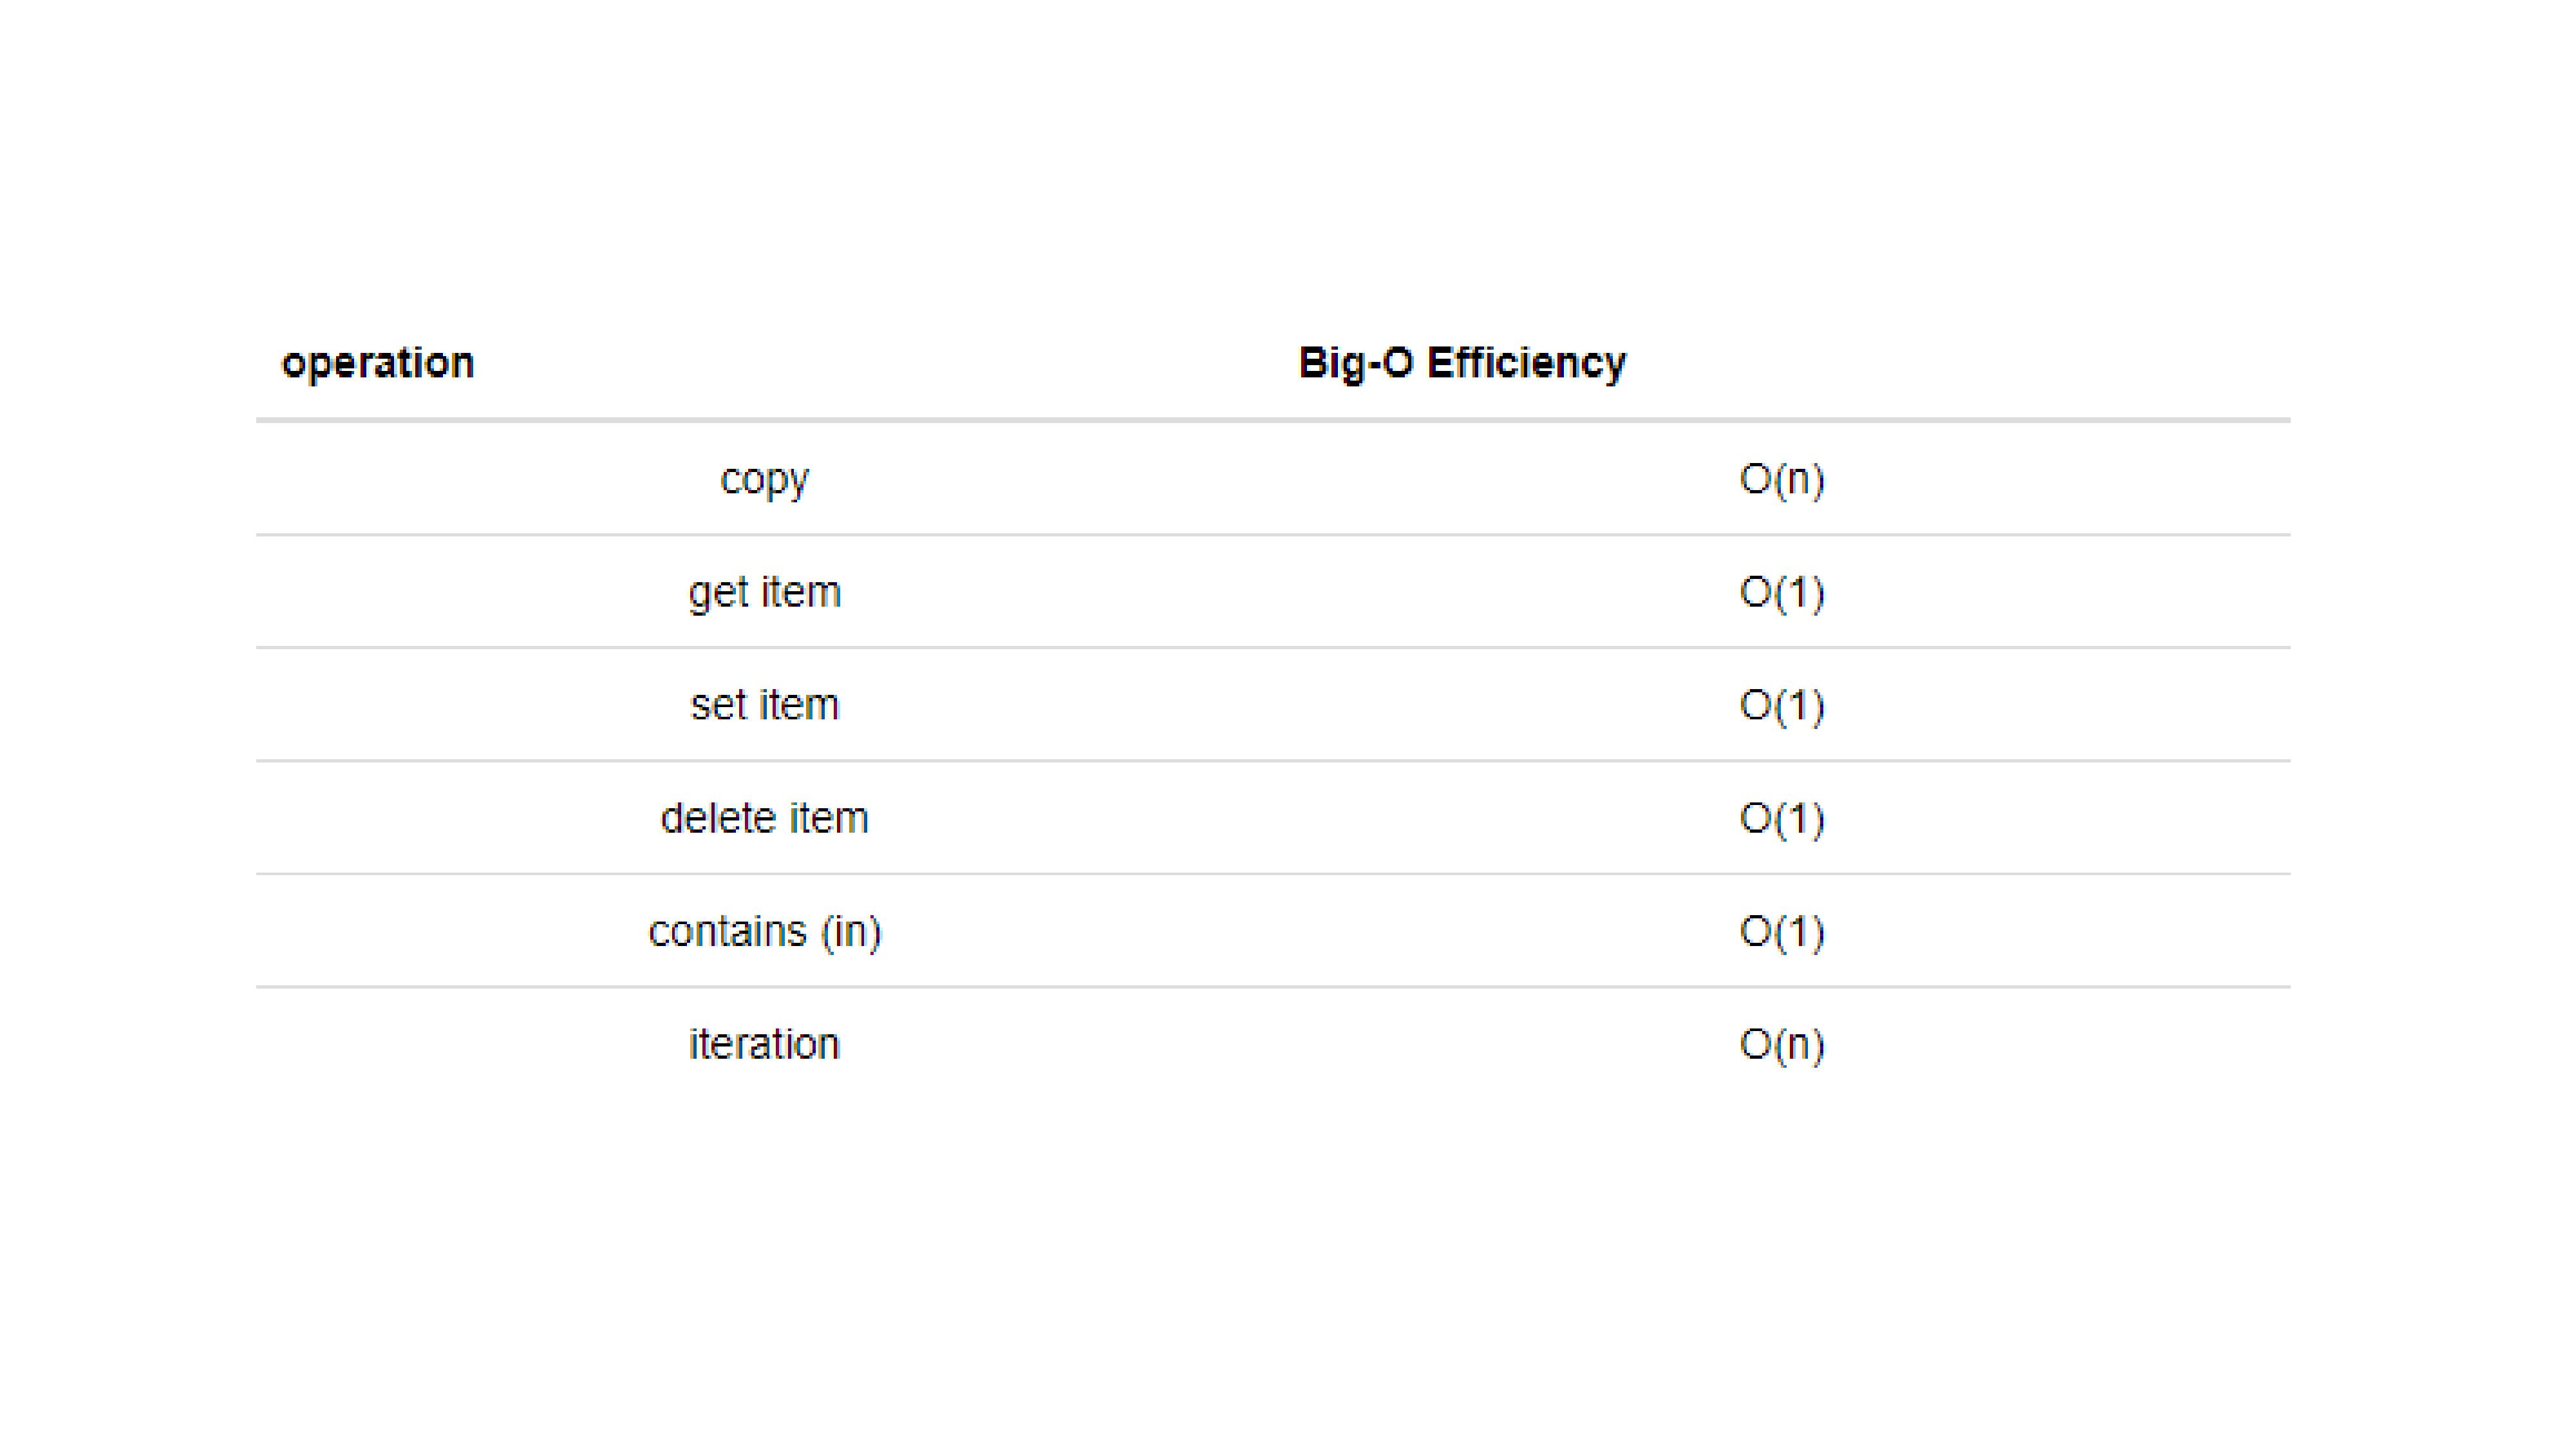 operation Big-O Efficiency
copy O(n)
get item O(1)
set item O(1)
delete item O(1)
contains (in) O(1)
iteration O(n)